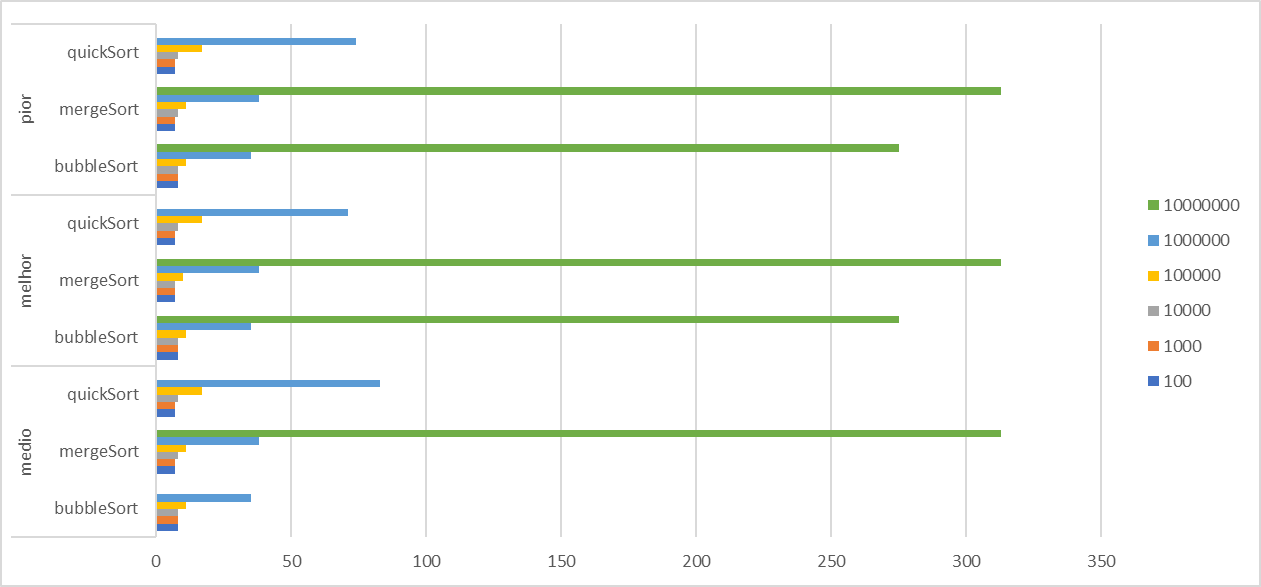 pior
quickSort
mergeSort
bubbleSort
melhor
quickSort
mergeSort
bubbleSort
medio
quickSort
mergeSort
bubbleSort
0 50 100 150 200 250 300 350
10000000
1000000
100000
10000
1000
100